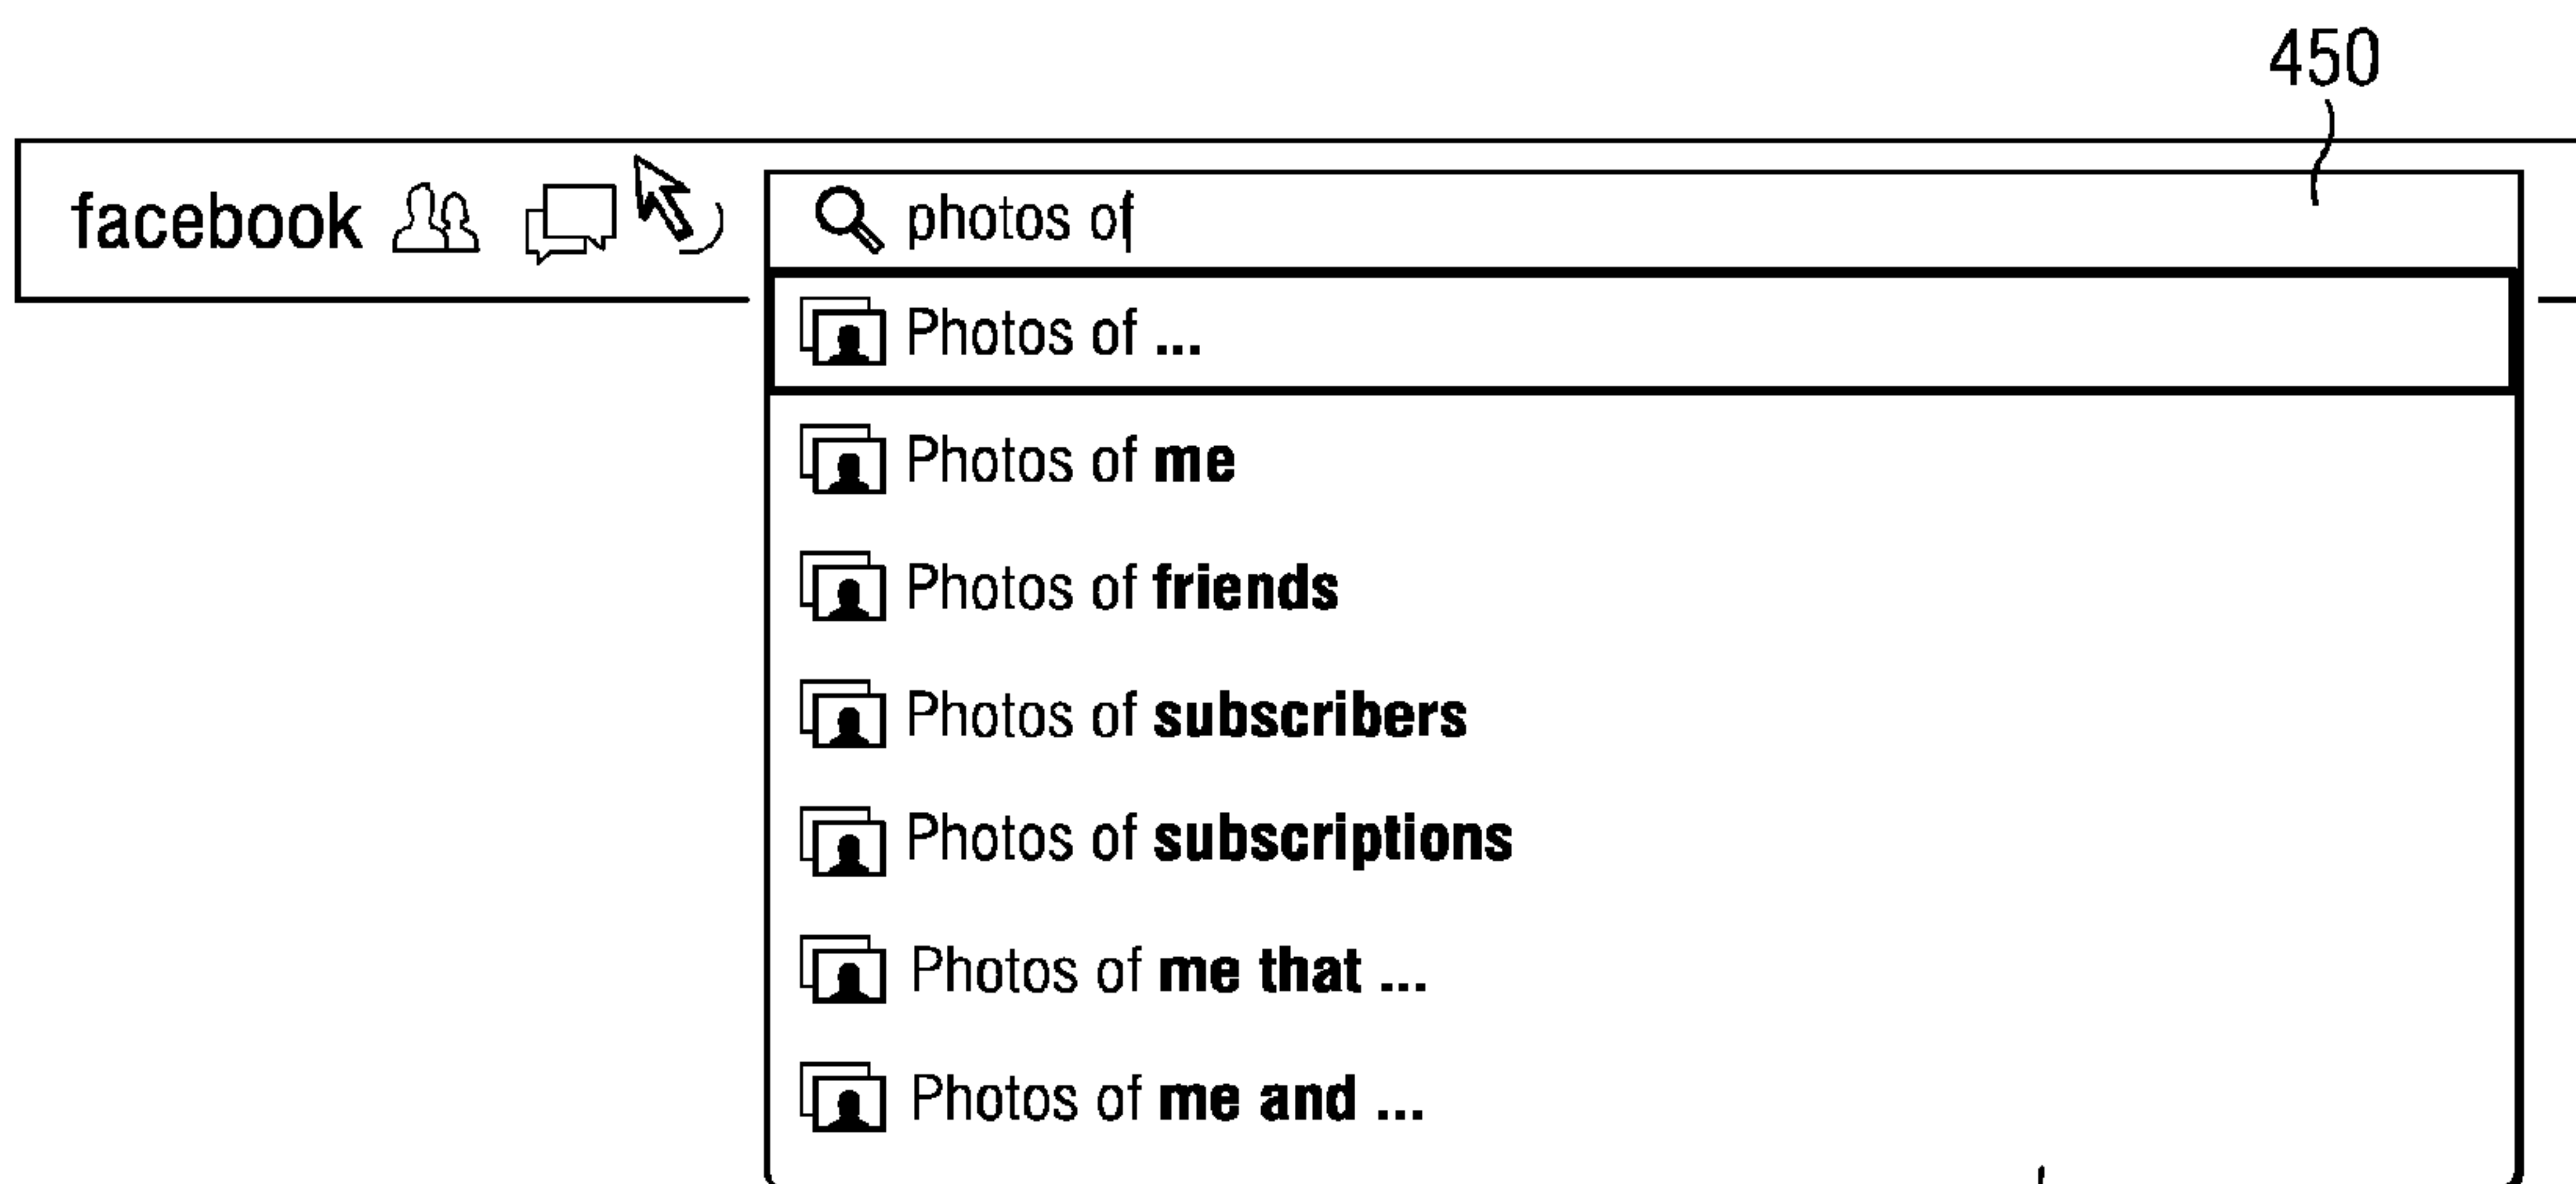 450
facebook photos of
Photos of ...
Photos of me
Photos of friends
Photos of subscribers
Photos of subscriptions
Photos of me that ...
Photos of me and ...